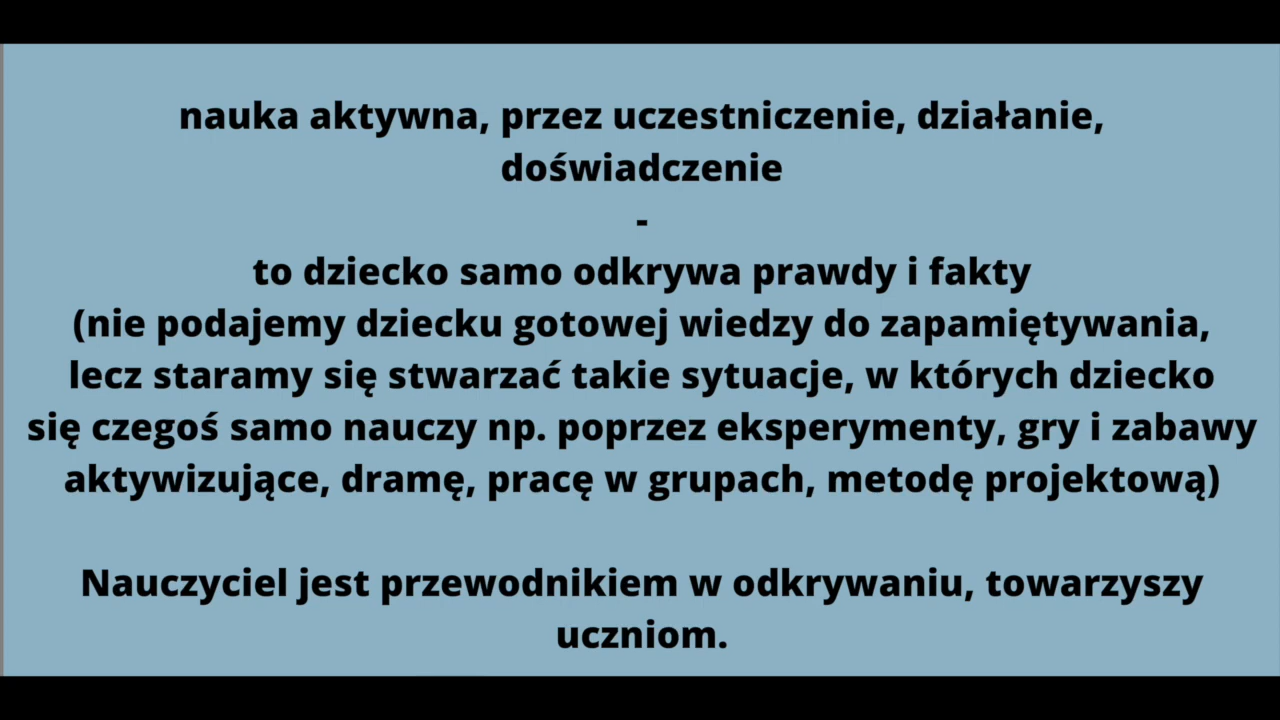 nauka aktywna, przez uczestniczenie, działanie,
doświadczenie
-
to dziecko samo odkrywa prawdy i fakty
(nie podajemy dziecku gotowej wiedzy do zapamiętywania,
lecz staramy się stwarzać takie sytuacje, w których dziecko
się czegoś samo nauczy np. poprzez eksperymenty, gry i zabawy
aktywizujące, dramę, pracę w grupach, metodę projektową)
Nauczyciel jest przewodnikiem w odkrywaniu, towarzyszy
uczniom.